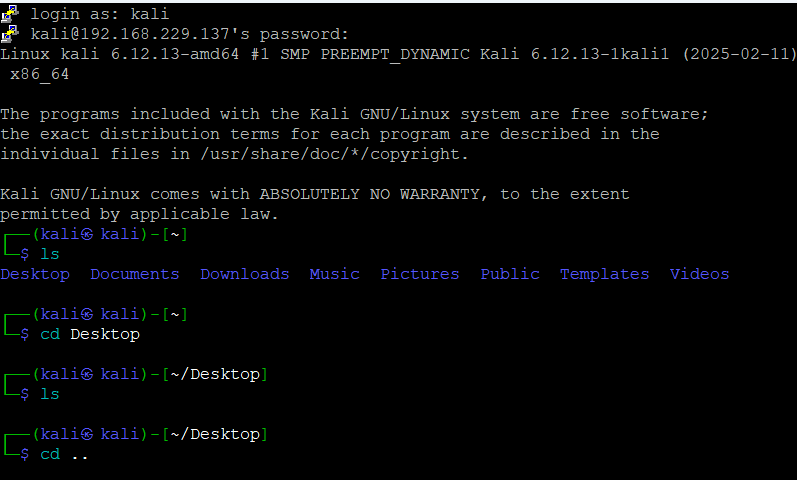 login as: kali
kali@192.168.229.137's password:
Linux kali 6.12.13-amd64 #1 SMP PREEMPT_DYNAMIC Kali 6.12.13-1kali1 (2025-02-11)
 x86_64
The programs included with the Kali GNU/Linux system are free software;
the exact distribution terms for each program are described in the
individual files in /usr/share/doc/*/copyright.
Kali GNU/Linux comes with ABSOLUTELY NO WARRANTY, to the extent
permitted by applicable law.
┌──(kali㉿ kali)-[~]
└─$ ls
Desktop  Documents  Downloads  Music  Pictures  Public  Templates  Videos
┌──(kali㉿ kali)-[~]
└─$ cd Desktop
┌──(kali㉿ kali)-[~/Desktop]
└─$ ls
┌──(kali㉿ kali)-[~/Desktop]
└─$ cd ..